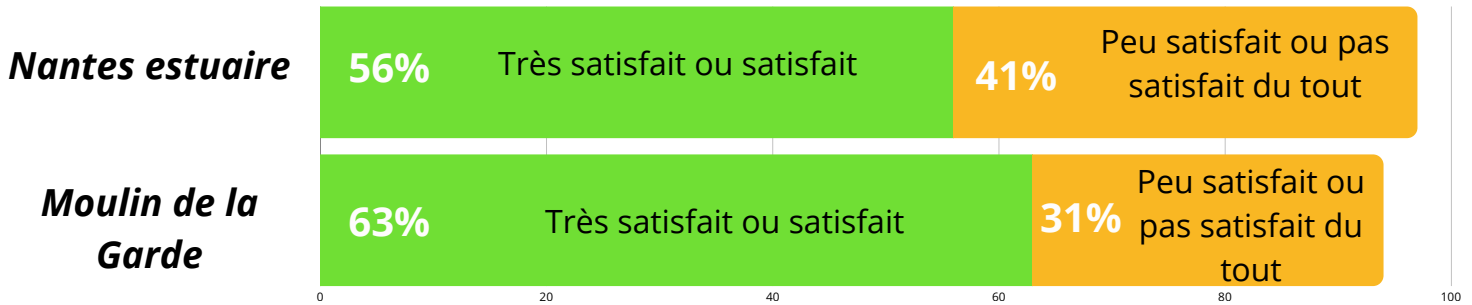 Nantes estuaire
56%
Très satisfait ou satisfait
41%
Peu satisfait ou pas
satisfait du tout
Moulin de la
Garde
63%
Très satisfait ou satisfait
31%
Peu satisfait ou
pas satisfait du
tout
0 20 40 60 80 100